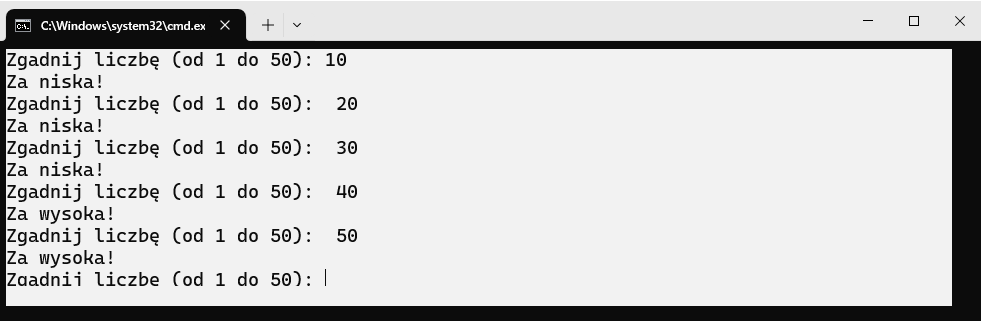 C:\Windows\system32\cmd.ex
Zgadnij liczbę (od 1 do 50): 10
Za niska!
Zgadnij liczbę (od 1 do 50):  20
Za niska!
Zgadnij liczbę (od 1 do 50):  30
Za niska!
Zgadnij liczbę (od 1 do 50):  40
Za wysoka!
Zgadnij liczbę (od 1 do 50):  50
Za wysoka!
Zgadnij liczbę (od 1 do 50):